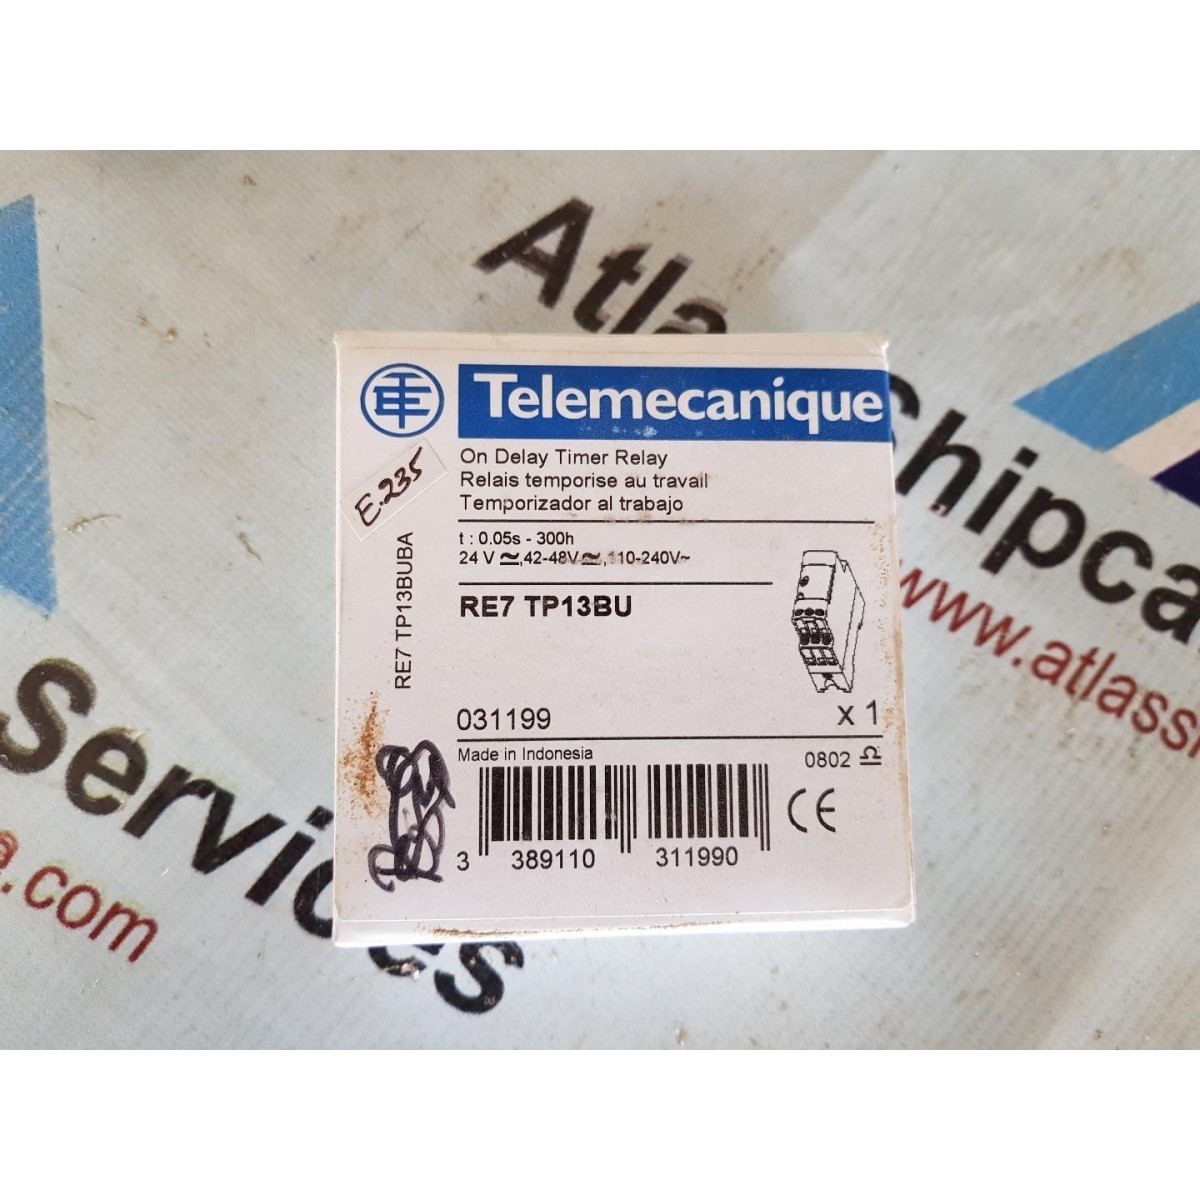 Atla
Shipca
www.atlass
Services
a.com
Telemecanique
On Delay Timer Relay
Relais temporise au travail
Temporizador al trabajo
E.235
t : 0.05s - 300h
24 V ≂,42-48V≂,110-240V~
RE7 TP13BU
RE7 TP13BUBA
031199
x 1
Made in Indonesia
0802
CE
3 389110 311990